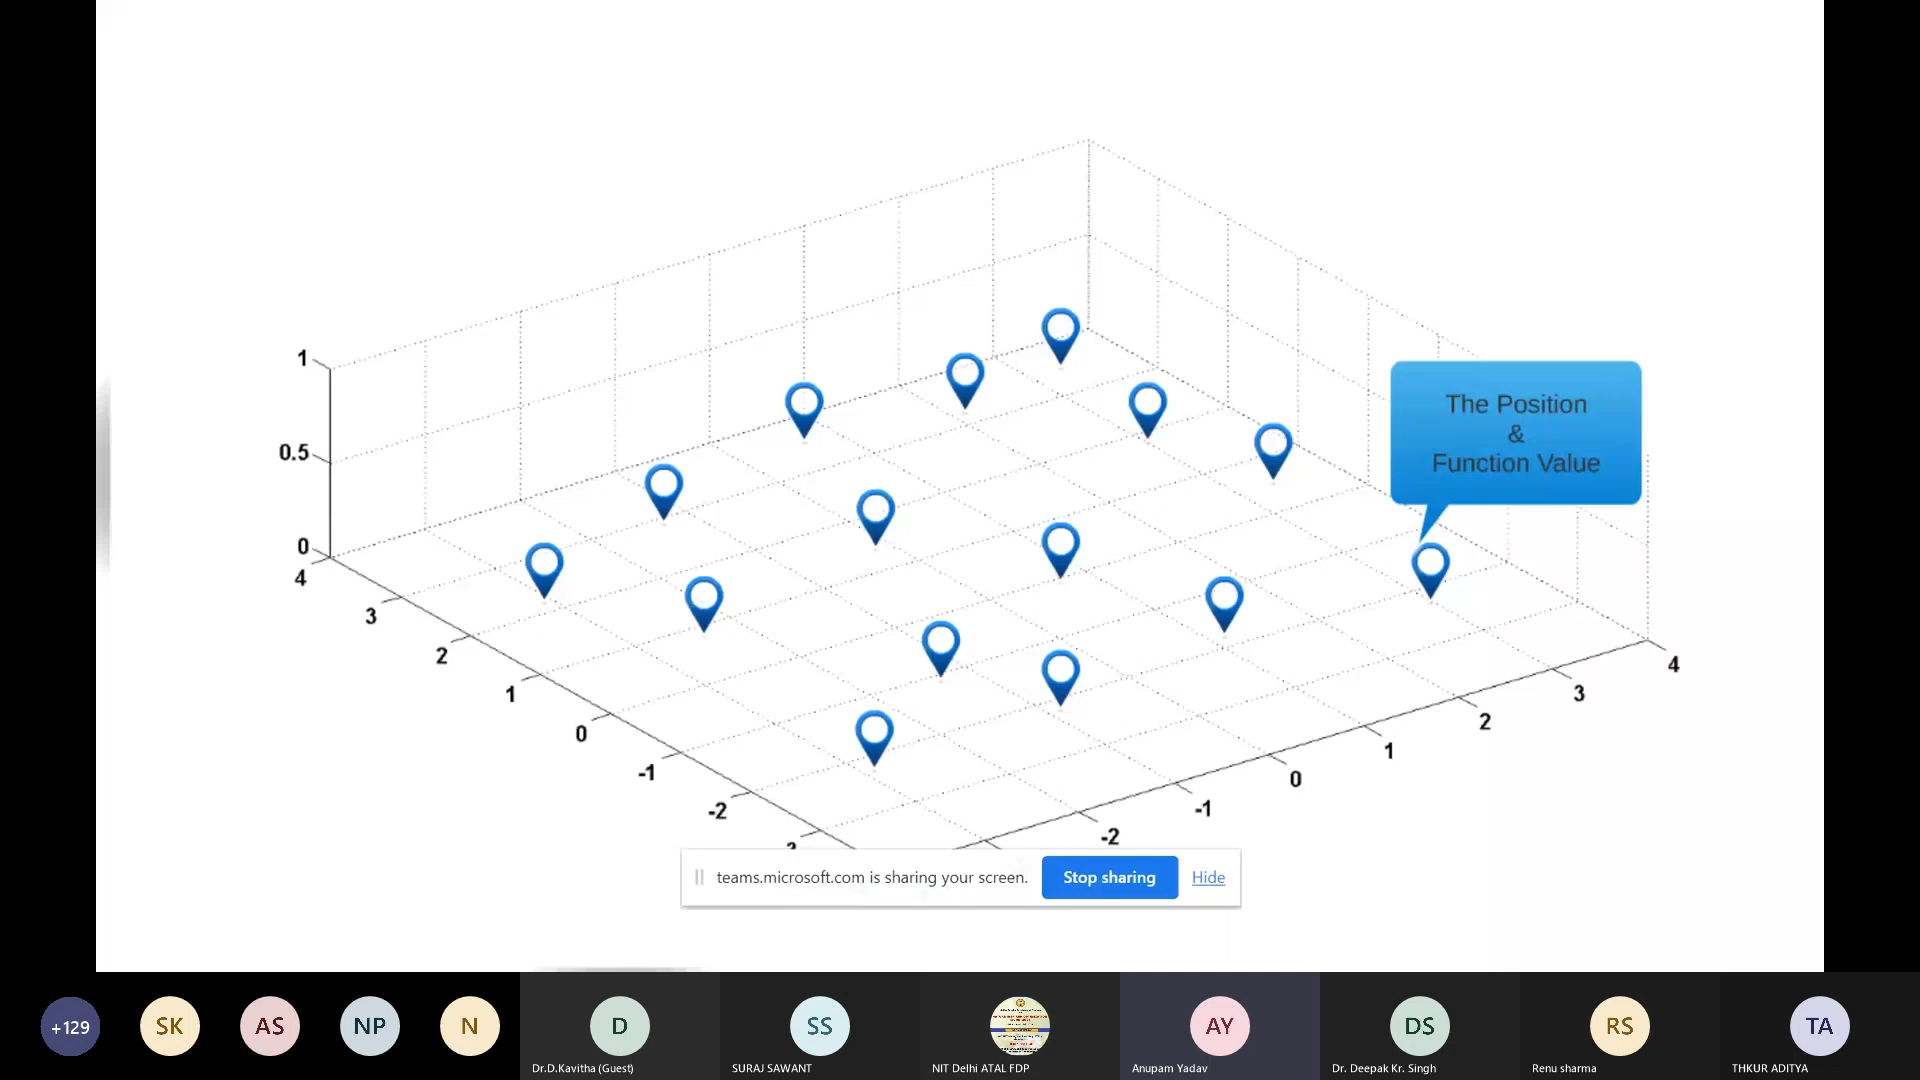 1
0.5
0
4
3
2
1
0
-1
-2
The Position
&
Function Value
4
3
2
1
0
-1
-2
teams.microsoft.com is sharing your screen.
Stop sharing
Hide
+129
SK
AS
NP
N
D
Dr.D.Kavitha (Guest)
SS
SURAJ SAWANT
NIT Delhi ATAL FDP
AY
Anupam Yadav
DS
Dr. Deepak Kr. Singh
RS
Renu sharma
TA
THKUR ADITYA